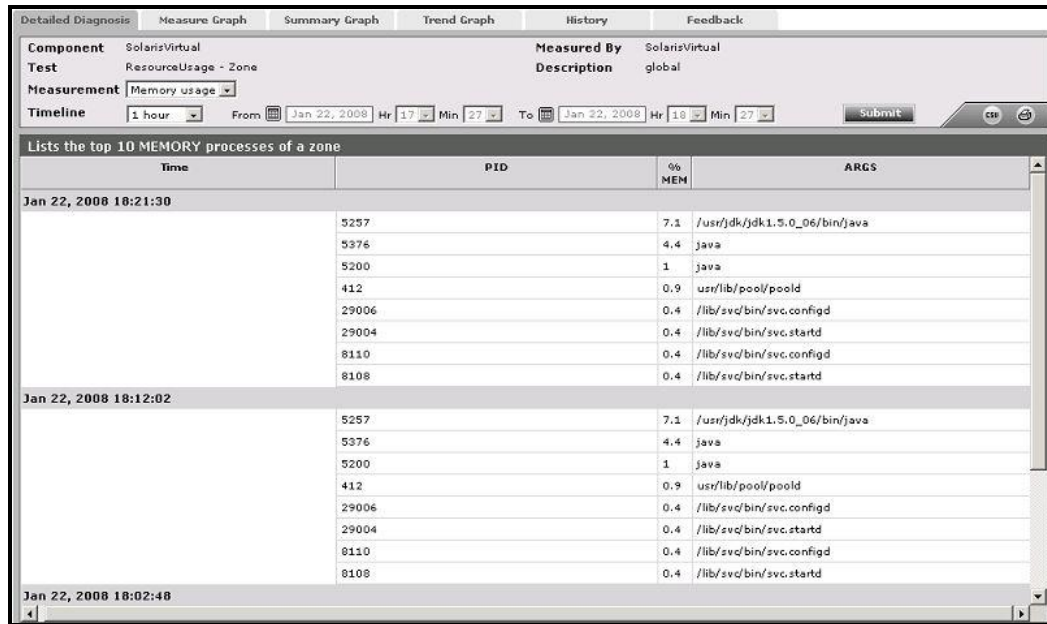 Detailed Diagnosis Measure Graph Summary Graph Trend Graph History Feedback
Component SolarisVirtual Measured By SolarisVirtual
Test ResourceUsage - Zone Description global
Measurement Memory usage
Timeline 1 hour From Jan 22, 2008 Hr 17 Min 27 To Jan 22, 2008 Hr 18 Min 27 Submit CSV
Lists the top 10 MEMORY processes of a zone
Time PID % MEM ARGS
Jan 22, 2008 18:21:30
5257 7.1 /usr/jdk/jdk1.5.0_06/bin/java
5376 4.4 java
5200 1 java
412 0.9 usr/lib/pool/poold
29006 0.4 /lib/svc/bin/svc.configd
29004 0.4 /lib/svc/bin/svc.startd
8110 0.4 /lib/svc/bin/svc.configd
8108 0.4 /lib/svc/bin/svc.startd
Jan 22, 2008 18:12:02
5257 7.1 /usr/jdk/jdk1.5.0_06/bin/java
5376 4.4 java
5200 1 java
412 0.9 usr/lib/pool/poold
29006 0.4 /lib/svc/bin/svc.configd
29004 0.4 /lib/svc/bin/svc.startd
8110 0.4 /lib/svc/bin/svc.configd
8108 0.4 /lib/svc/bin/svc.startd
Jan 22, 2008 18:02:48